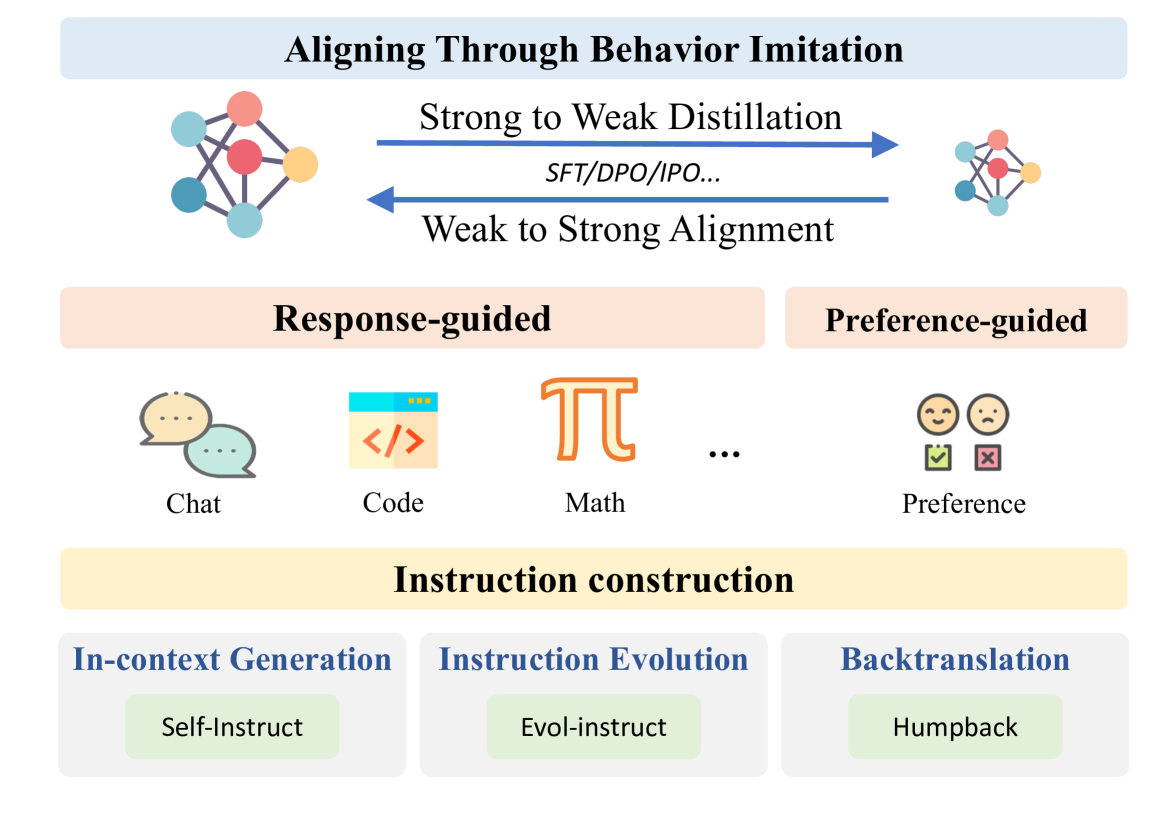 Aligning Through Behavior Imitation
Strong to Weak Distillation
SFT/DPO/IPO...
Weak to Strong Alignment
Response-guided
Preference-guided
</>
π
...
Chat
Code
Math
Preference
Instruction construction
In-context Generation
Instruction Evolution
Backtranslation
Self-Instruct
Evol-instruct
Humpback